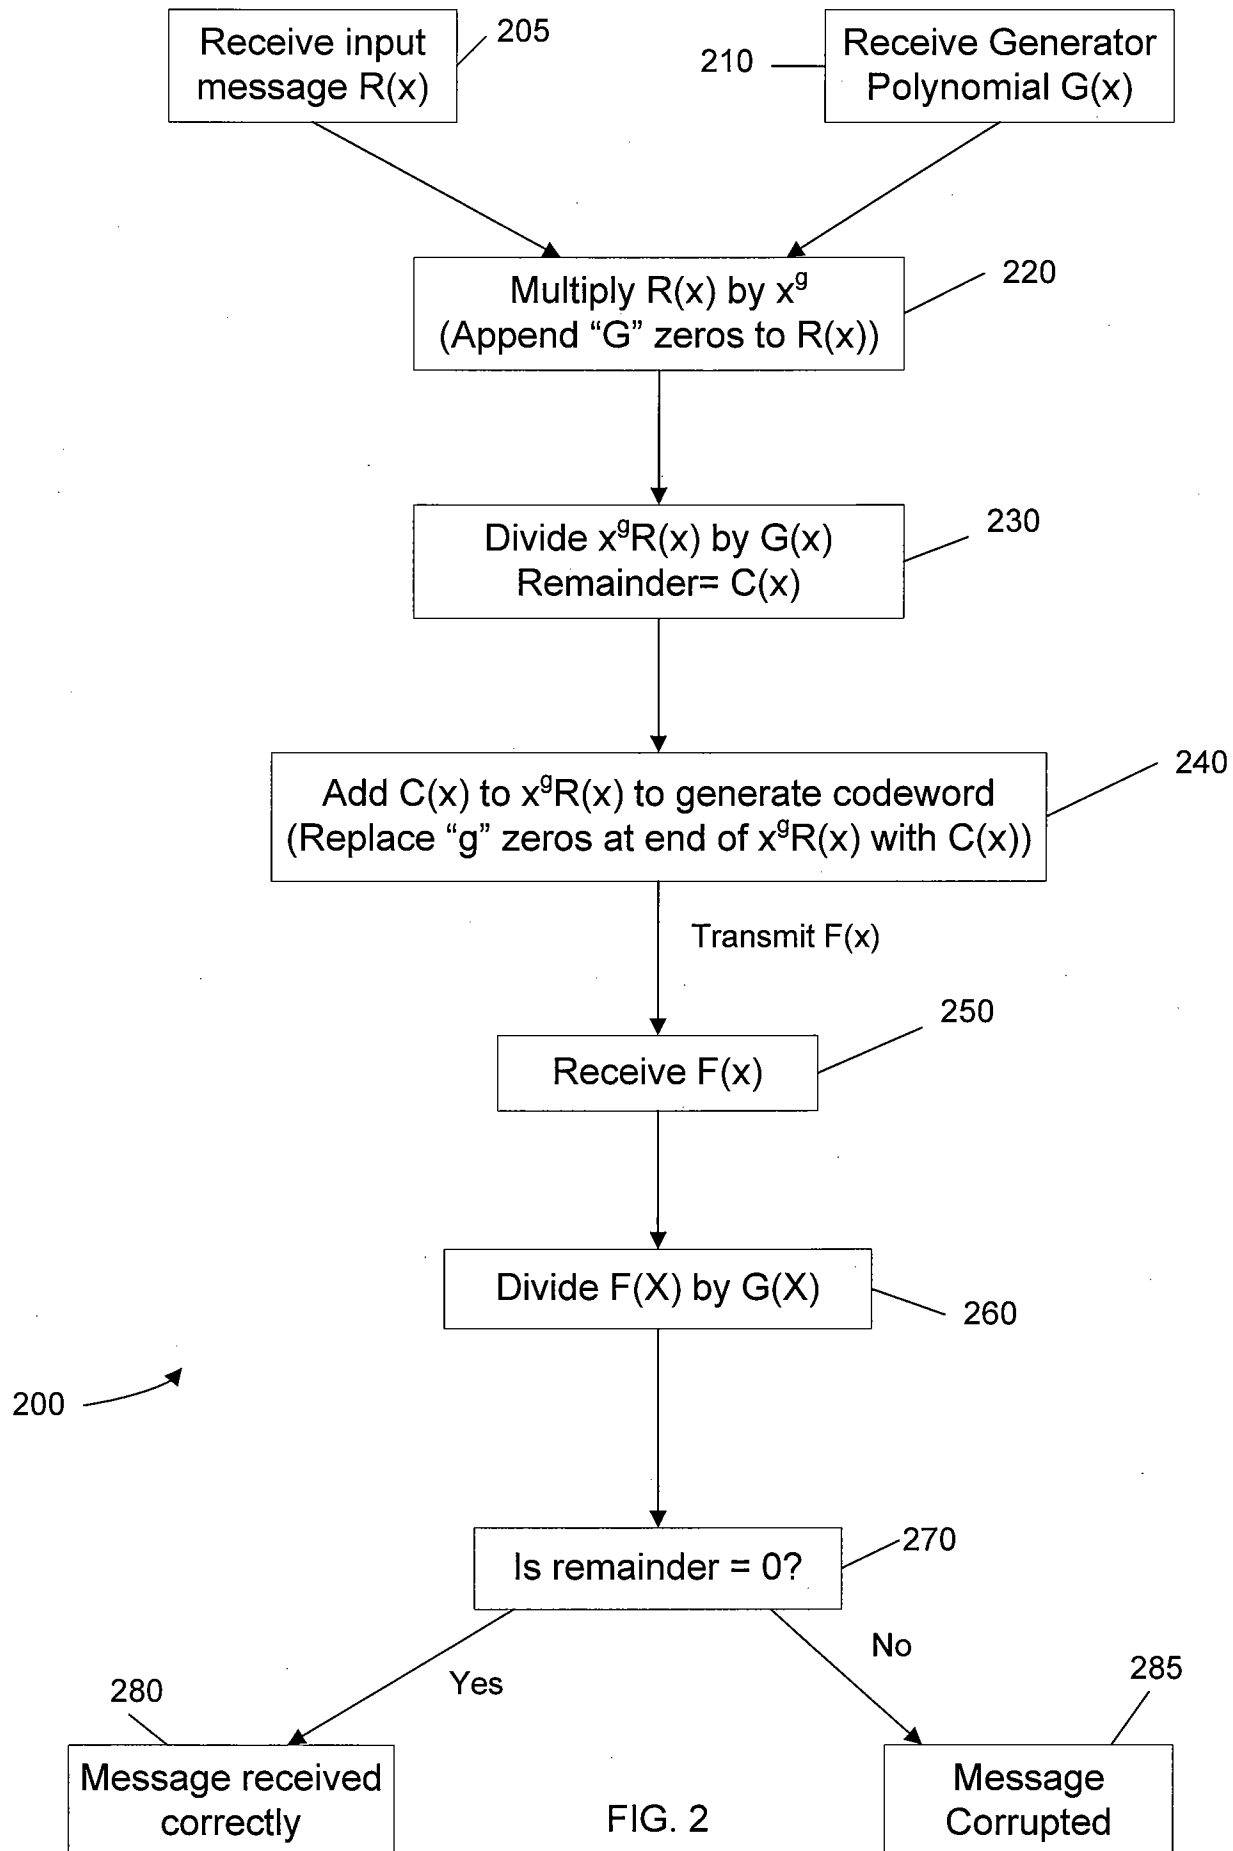 Receive input
message R(x)
205
210
Receive Generator
Polynomial G(x)
Multiply R(x) by x^g
(Append “G” zeros to R(x))
220
Divide x^gR(x) by G(x)
Remainder= C(x)
230
Add C(x) to x^gR(x) to generate codeword
(Replace “g” zeros at end of x^gR(x) with C(x))
240
Transmit F(x)
Receive F(x)
250
Divide F(X) by G(X)
260
200
Is remainder = 0?
270
Yes
No
280
285
Message received
correctly
Message
Corrupted
FIG. 2